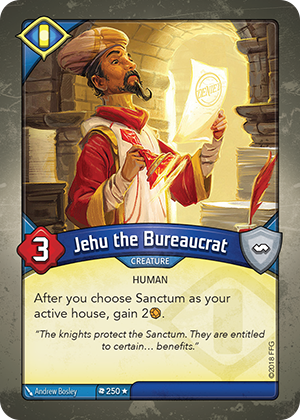 DENIED
Jehu the Bureaucrat
3
CREATURE
HUMAN
After you choose Sanctum as your
active house, gain 2
“The knights protect the Sanctum. They are entitled
to certain… benefits.”
Andrew Bosley
250
©2018 FFG